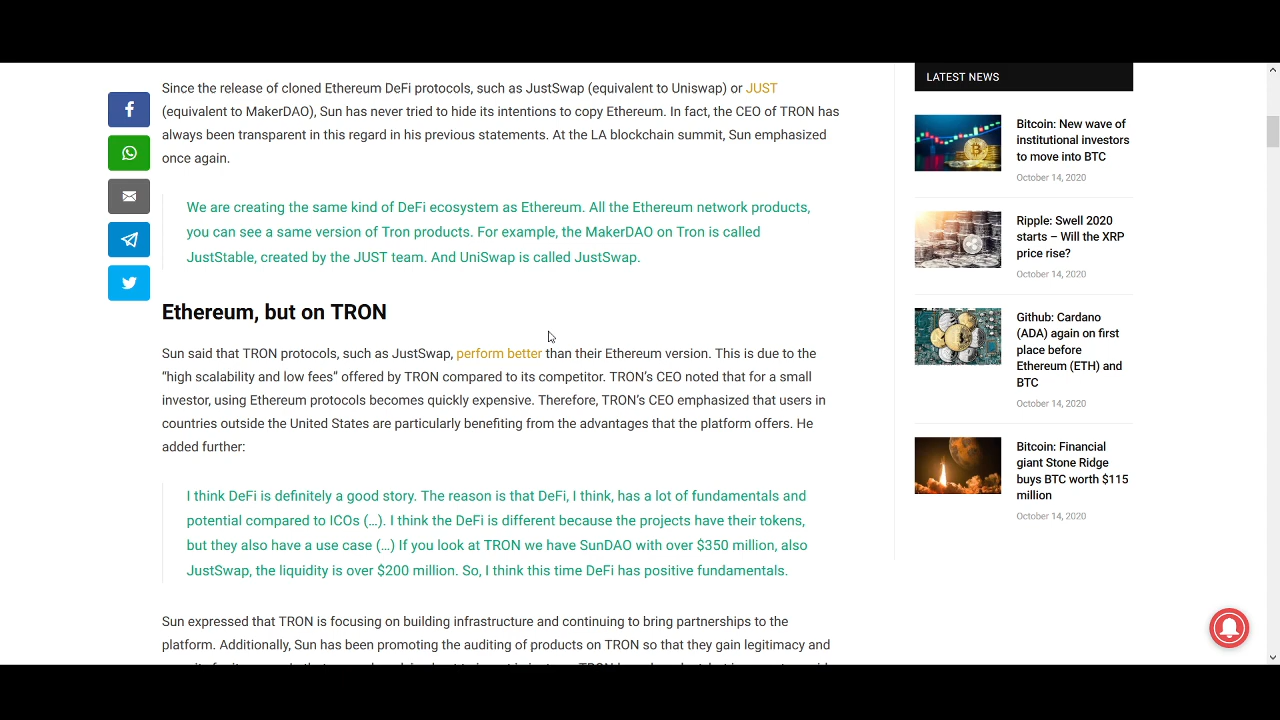 Since the release of cloned Ethereum DeFi protocols, such as JustSwap (equivalent to Uniswap) or JUST
(equivalent to MakerDAO), Sun has never tried to hide its intentions to copy Ethereum. In fact, the CEO of TRON has
always been transparent in this regard in his previous statements. At the LA blockchain summit, Sun emphasized
once again.
We are creating the same kind of DeFi ecosystem as Ethereum. All the Ethereum network products,
you can see a same version of Tron products. For example, the MakerDAO on Tron is called
JustStable, created by the JUST team. And UniSwap is called JustSwap.
Ethereum, but on TRON
Sun said that TRON protocols, such as JustSwap, perform better than their Ethereum version. This is due to the
“high scalability and low fees” offered by TRON compared to its competitor. TRON’s CEO noted that for a small
investor, using Ethereum protocols becomes quickly expensive. Therefore, TRON’s CEO emphasized that users in
countries outside the United States are particularly benefiting from the advantages that the platform offers. He
added further:
I think DeFi is definitely a good story. The reason is that DeFi, I think, has a lot of fundamentals and
potential compared to ICOs (…). I think the DeFi is different because the projects have their tokens,
but they also have a use case (…) If you look at TRON we have SunDAO with over $350 million, also
JustSwap, the liquidity is over $200 million. So, I think this time DeFi has positive fundamentals.
Sun expressed that TRON is focusing on building infrastructure and continuing to bring partnerships to the
platform. Additionally, Sun has been promoting the auditing of products on TRON so that they gain legitimacy and
LATEST NEWS
Bitcoin: New wave of
institutional investors
to move into BTC
October 14, 2020
Ripple: Swell 2020
starts – Will the XRP
price rise?
October 14, 2020
Github: Cardano
(ADA) again on first
place before
Ethereum (ETH) and
BTC
October 14, 2020
Bitcoin: Financial
giant Stone Ridge
buys BTC worth $115
million
October 14, 2020